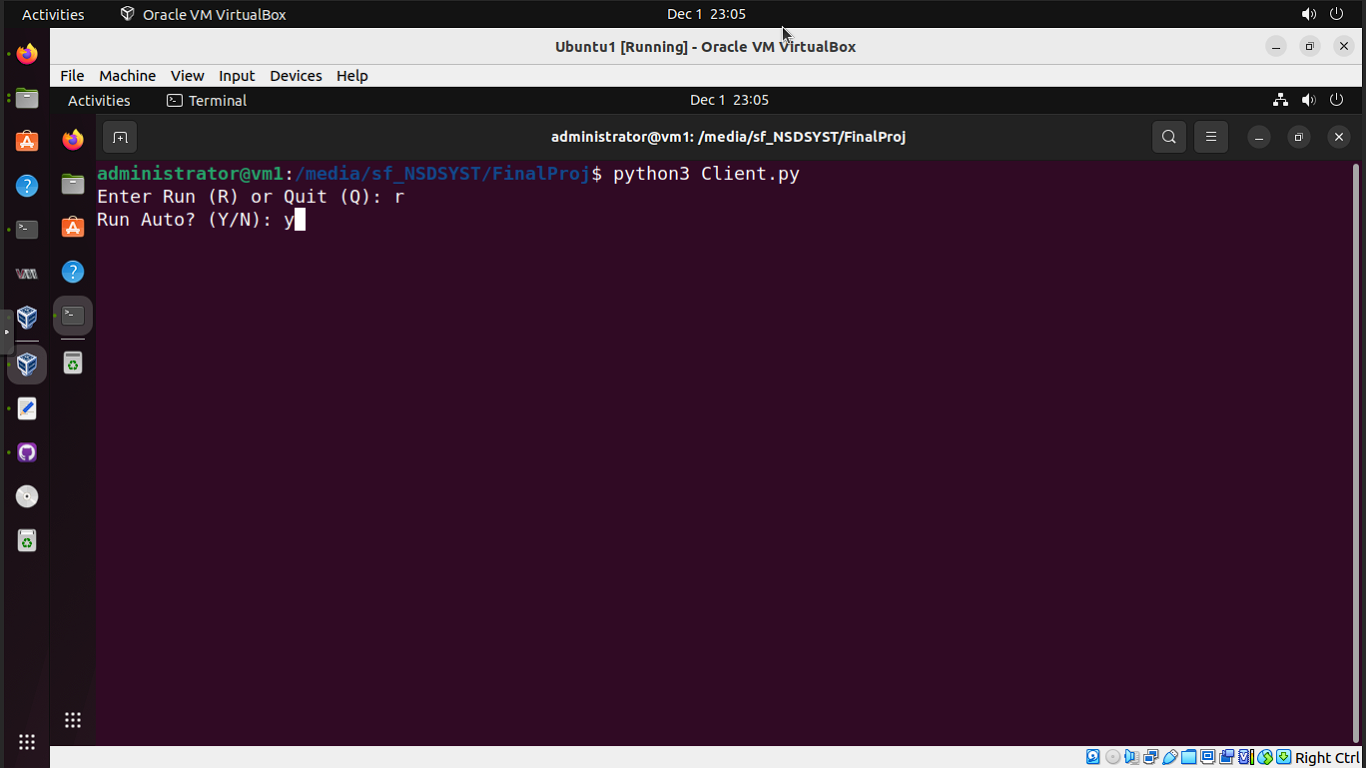 Activities Oracle VM VirtualBox Dec 1 23:05
Ubuntu1 [Running] - Oracle VM VirtualBox
File Machine View Input Devices Help
Activities Terminal Dec 1 23:05
administrator@vm1: /media/sf_NSDSYST/FinalProj
administrator@vm1:/media/sf_NSDSYST/FinalProj$ python3 Client.py
Enter Run (R) or Quit (Q): r
Run Auto? (Y/N): y
Right Ctrl